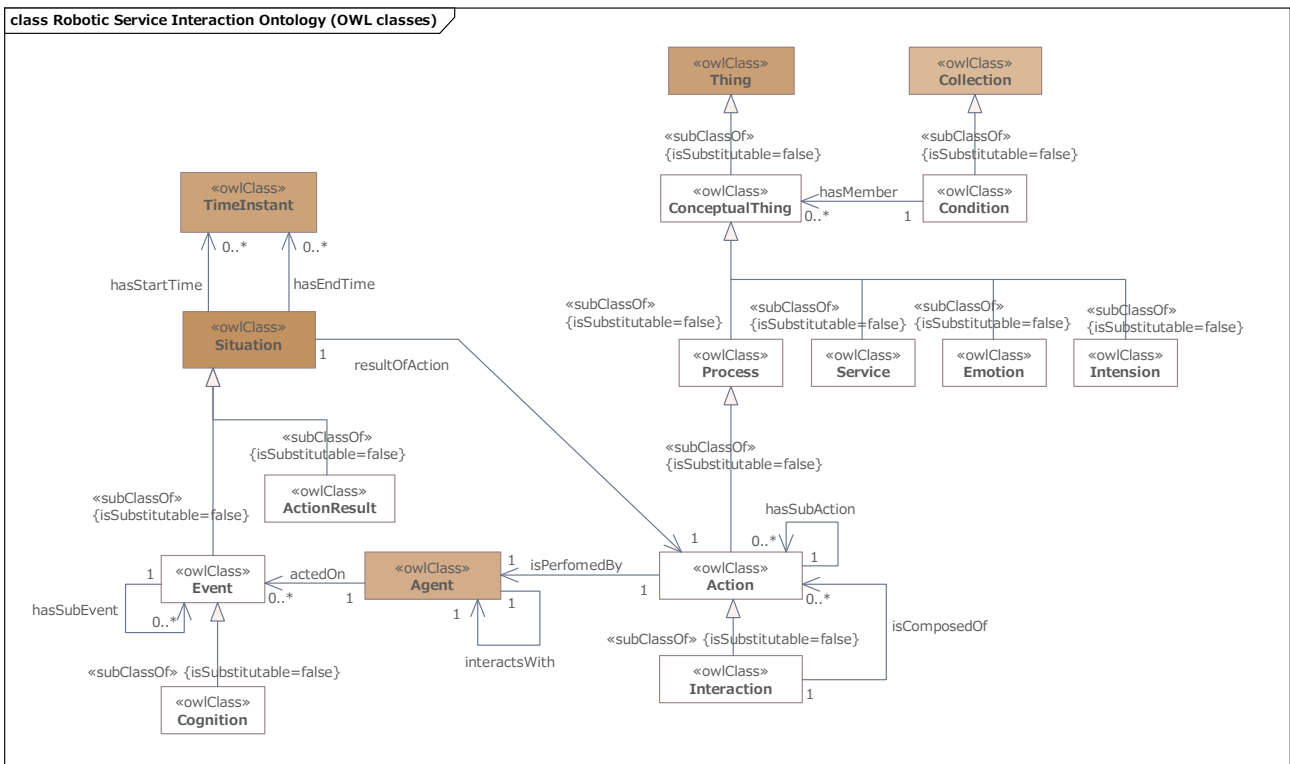 class Robotic Service Interaction Ontology (OWL classes)
«owlClass»
Thing
«owlClass»
Collection
«subClassOf»
{isSubstitutable=false}
«subClassOf»
{isSubstitutable=false}
«owlClass»
TimeInstant
«owlClass»
ConceptualThing
hasMember
0..*
1
«owlClass»
Condition
0..*
0..*
hasStartTime
hasEndTime
«subClassOf»
{isSubstitutable=false}
«subClassOf»
{isSubstitutable=false}
«subClassOf»
{isSubstitutable=false}
«subClassOf»
{isSubstitutable=false}
«owlClass»
Situation
1
resultOfAction
«owlClass»
Process
«owlClass»
Service
«owlClass»
Emotion
«owlClass»
Intension
«subClassOf»
{isSubstitutable=false}
«subClassOf»
{isSubstitutable=false}
«owlClass»
ActionResult
«subClassOf»
{isSubstitutable=false}
hasSubAction
0..*
1
1
«owlClass»
Event
1
hasSubEvent
0..*
actedOn
0..*
1
«owlClass»
Agent
1
isPerfomedBy
1
1
1
interactsWith
«owlClass»
Action
0..*
isComposedOf
«subClassOf» {isSubstitutable=false}
«owlClass»
Interaction
1
«subClassOf» {isSubstitutable=false}
«owlClass»
Cognition